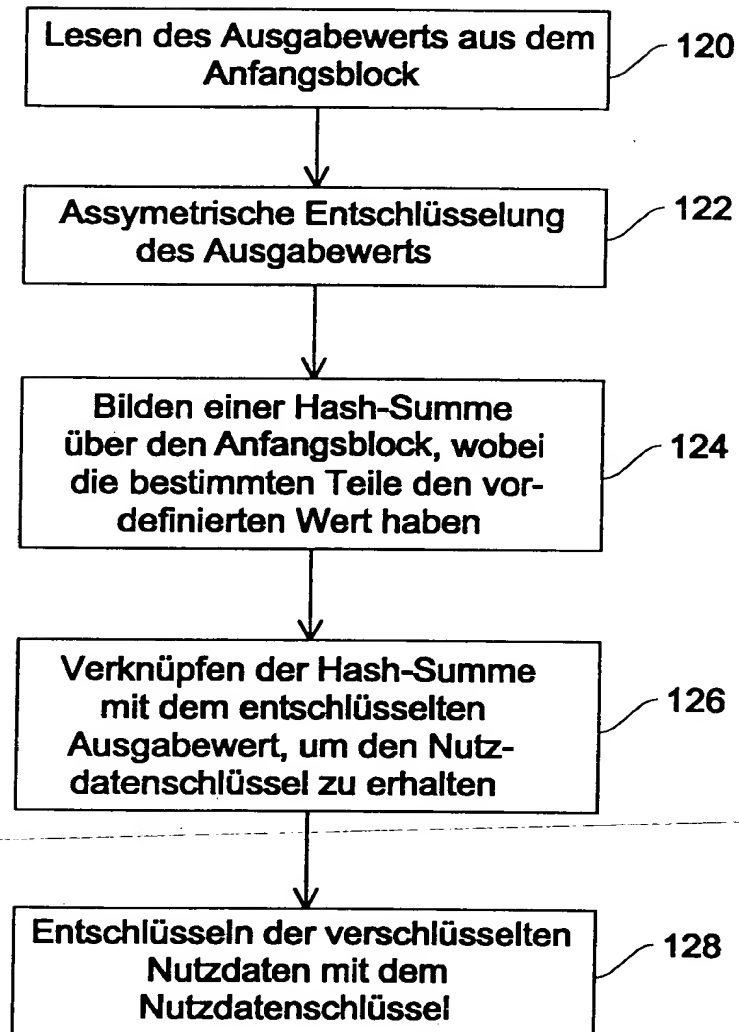 Lesen des Ausgabewerts aus dem
Anfangsblock
120
Assymetrische Entschlüsselung
des Ausgabewerts
122
Bilden einer Hash-Summe
über den Anfangsblock, wobei
die bestimmten Teile den vor-
definierten Wert haben
124
Verknüpfen der Hash-Summe
mit dem entschlüsselten
Ausgabewert, um den Nutz-
datenschlüssel zu erhalten
126
Entschlüsseln der verschlüsselten
Nutzdaten mit dem
Nutzdatenschlüssel
128